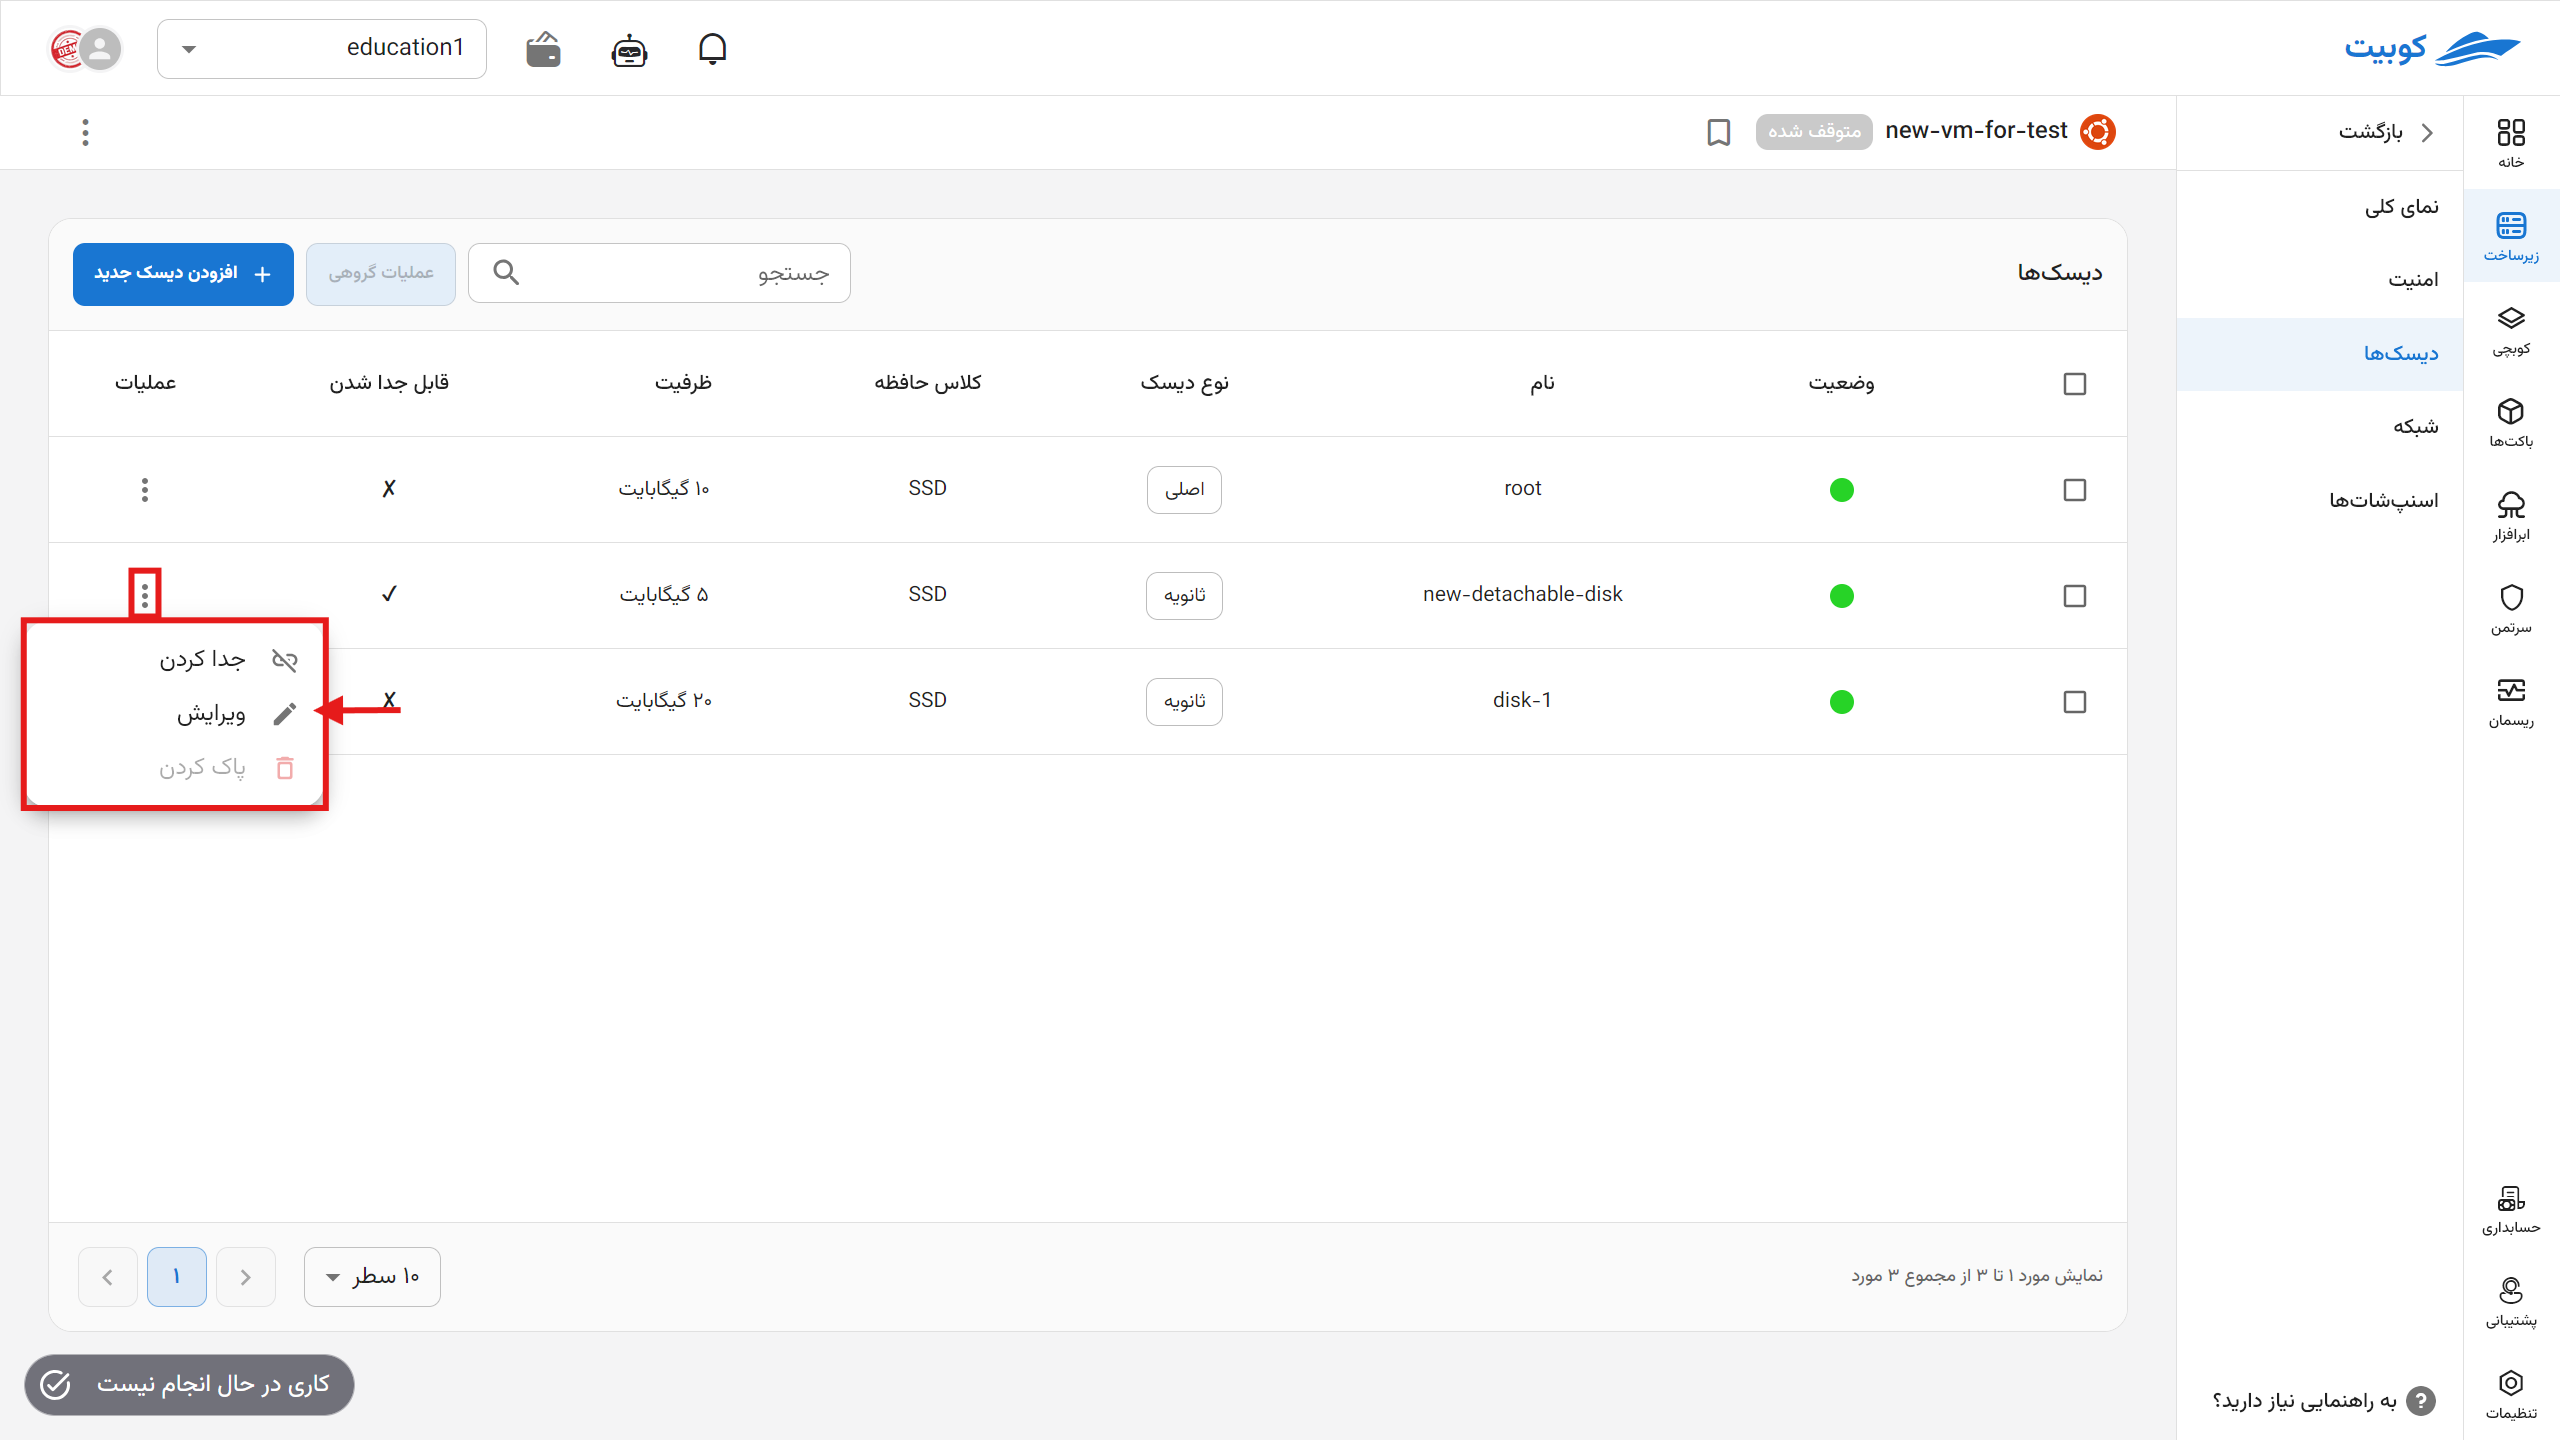 کوبیت
education1
DEMO
خانه
زیرساخت
کوبچی
باکت‌ها
ابرافزار
سرتمن
ریسمان
حسابداری
پشتیبانی
تنظیمات
بازگشت
نمای کلی
امنیت
دیسک‌ها
شبکه
اسنپ‌شات‌ها
به راهنمایی نیاز دارید؟
new-vm-for-test متوقف شده
دیسک‌ها
جستجو
عملیات گروهی
افزودن دیسک جدید
وضعیت نام نوع دیسک کلاس حافظه ظرفیت قابل جدا شدن عملیات
root اصلی SSD ۱۰ گیگابایت ✗
new-detachable-disk ثانویه SSD ۵ گیگابایت ✓
disk-1 ثانویه SSD ۲۰ گیگابایت ✗
جدا کردن
ویرایش
پاک کردن
نمایش مورد ۱ تا ۳ از مجموع ۳ مورد
۱۰ سطر
۱
کاری در حال انجام نیست